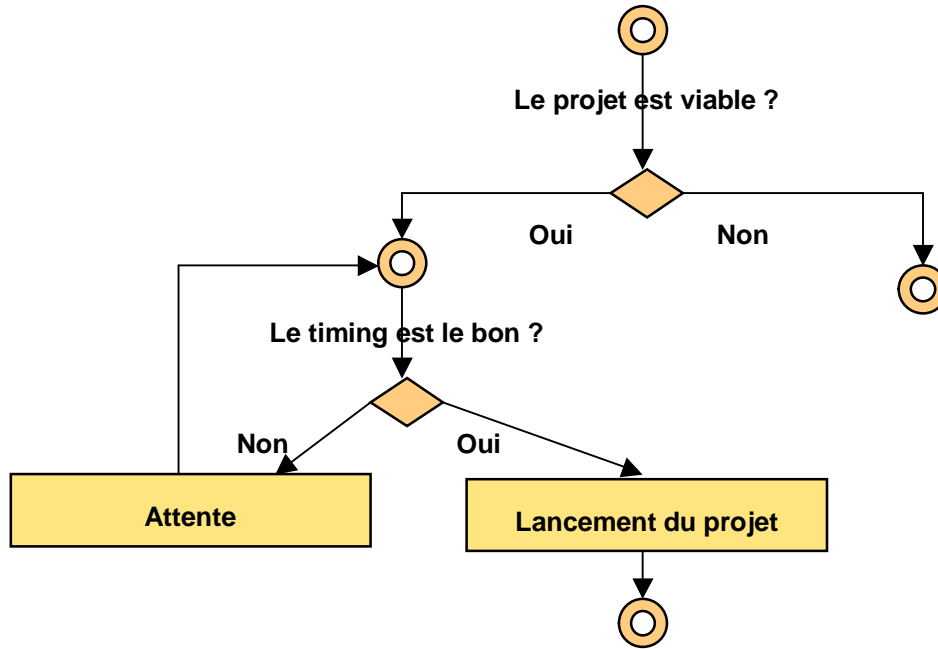 Le projet est viable ?
Oui
Non
Le timing est le bon ?
Non
Oui
Attente
Lancement du projet